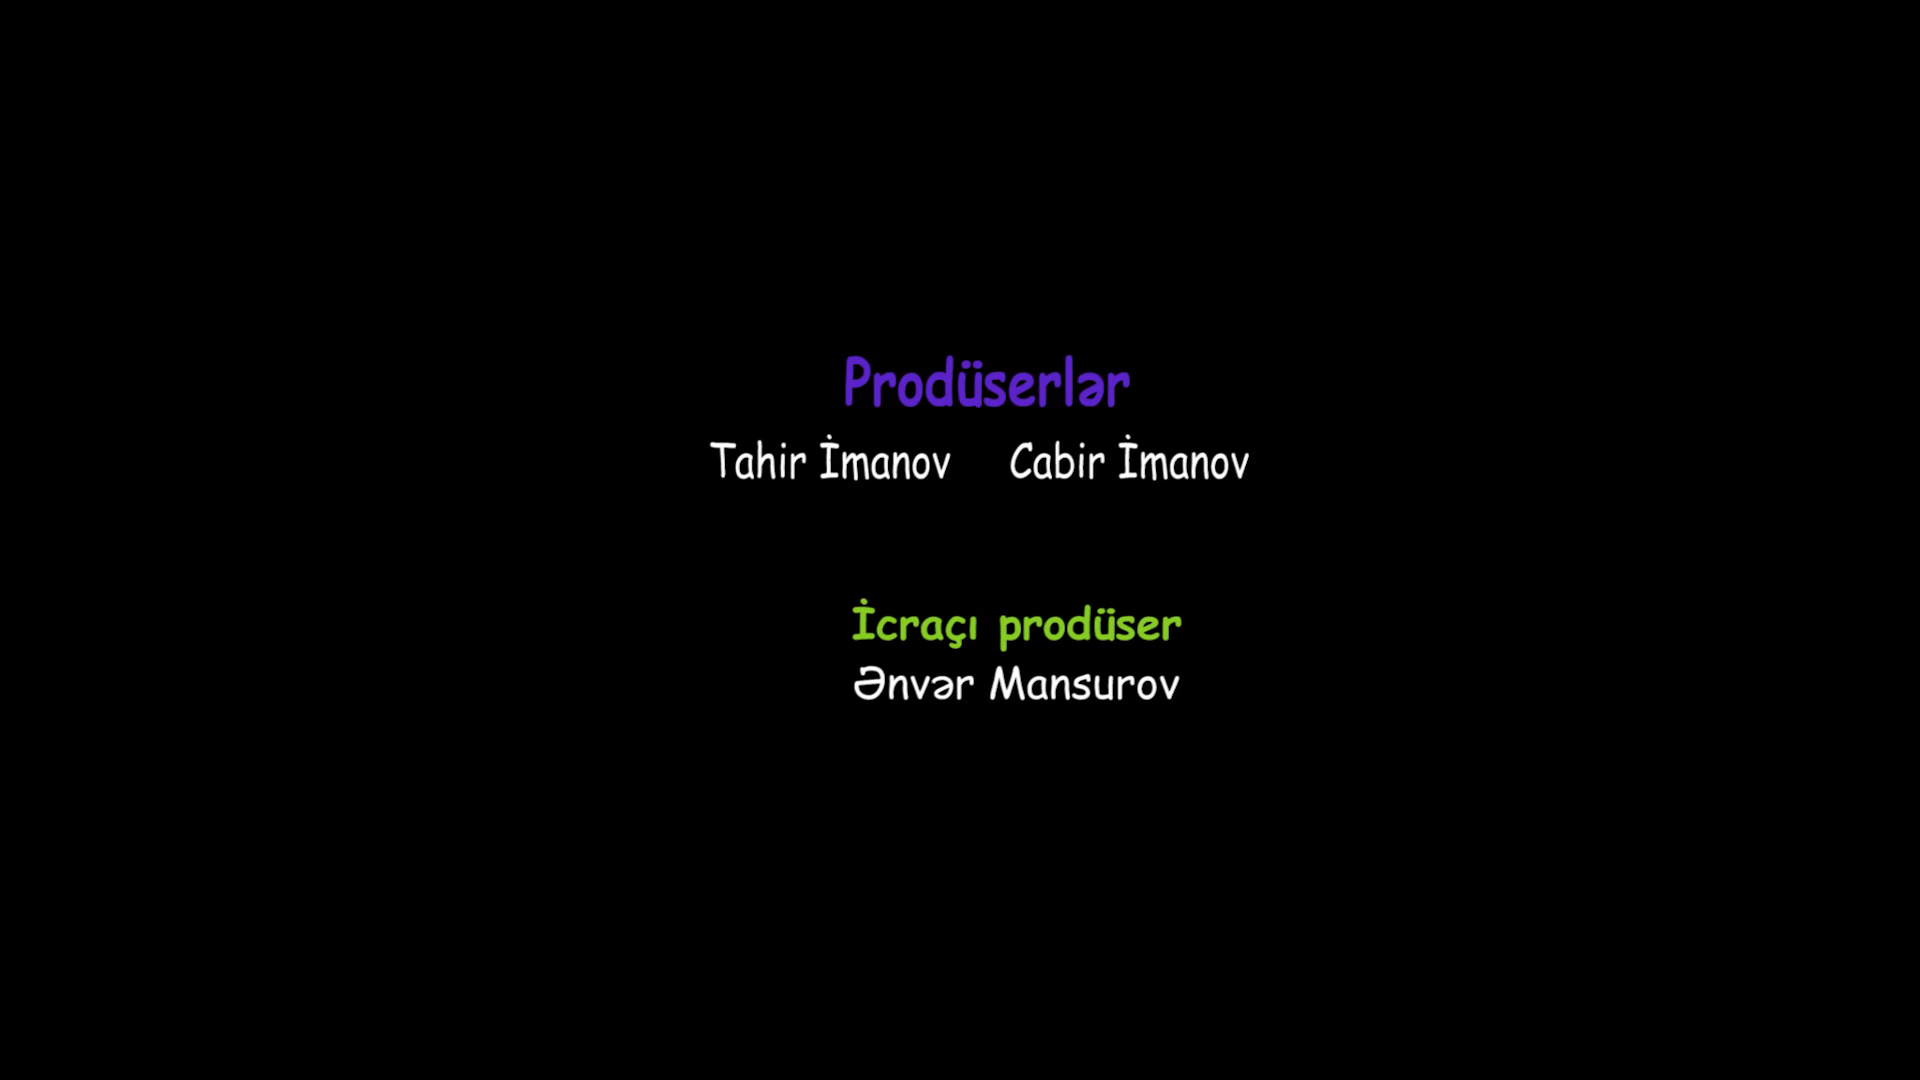 Prodüserlər
Tahir İmanov Cabir İmanov
İcraçı prodüser
Ənvər Mansurov